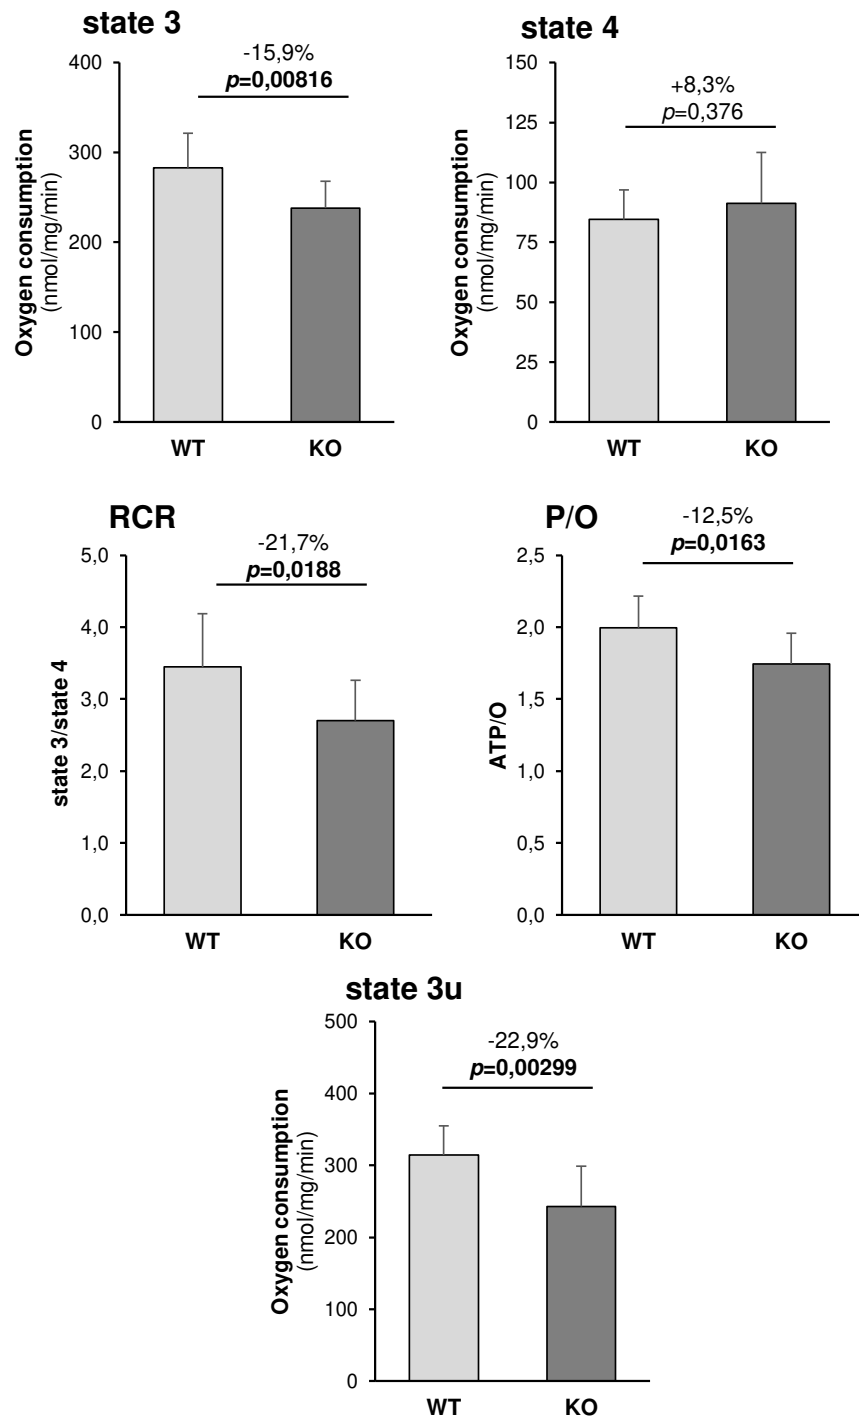 state 3
-15,9%
p=0,00816
400
300
200
100
0
Oxygen consumption
(nmol/mg/min)
WT KO
state 4
+8,3%
p=0,376
150
125
100
75
50
25
0
Oxygen consumption
(nmol/mg/min)
WT KO
RCR
-21,7%
p=0,0188
5,0
4,0
3,0
2,0
1,0
0,0
state 3/state 4
WT KO
P/O
-12,5%
p=0,0163
2,5
2,0
1,5
1,0
0,5
0,0
ATP/O
WT KO
state 3u
-22,9%
p=0,00299
500
400
300
200
100
0
Oxygen consumption
(nmol/mg/min)
WT KO